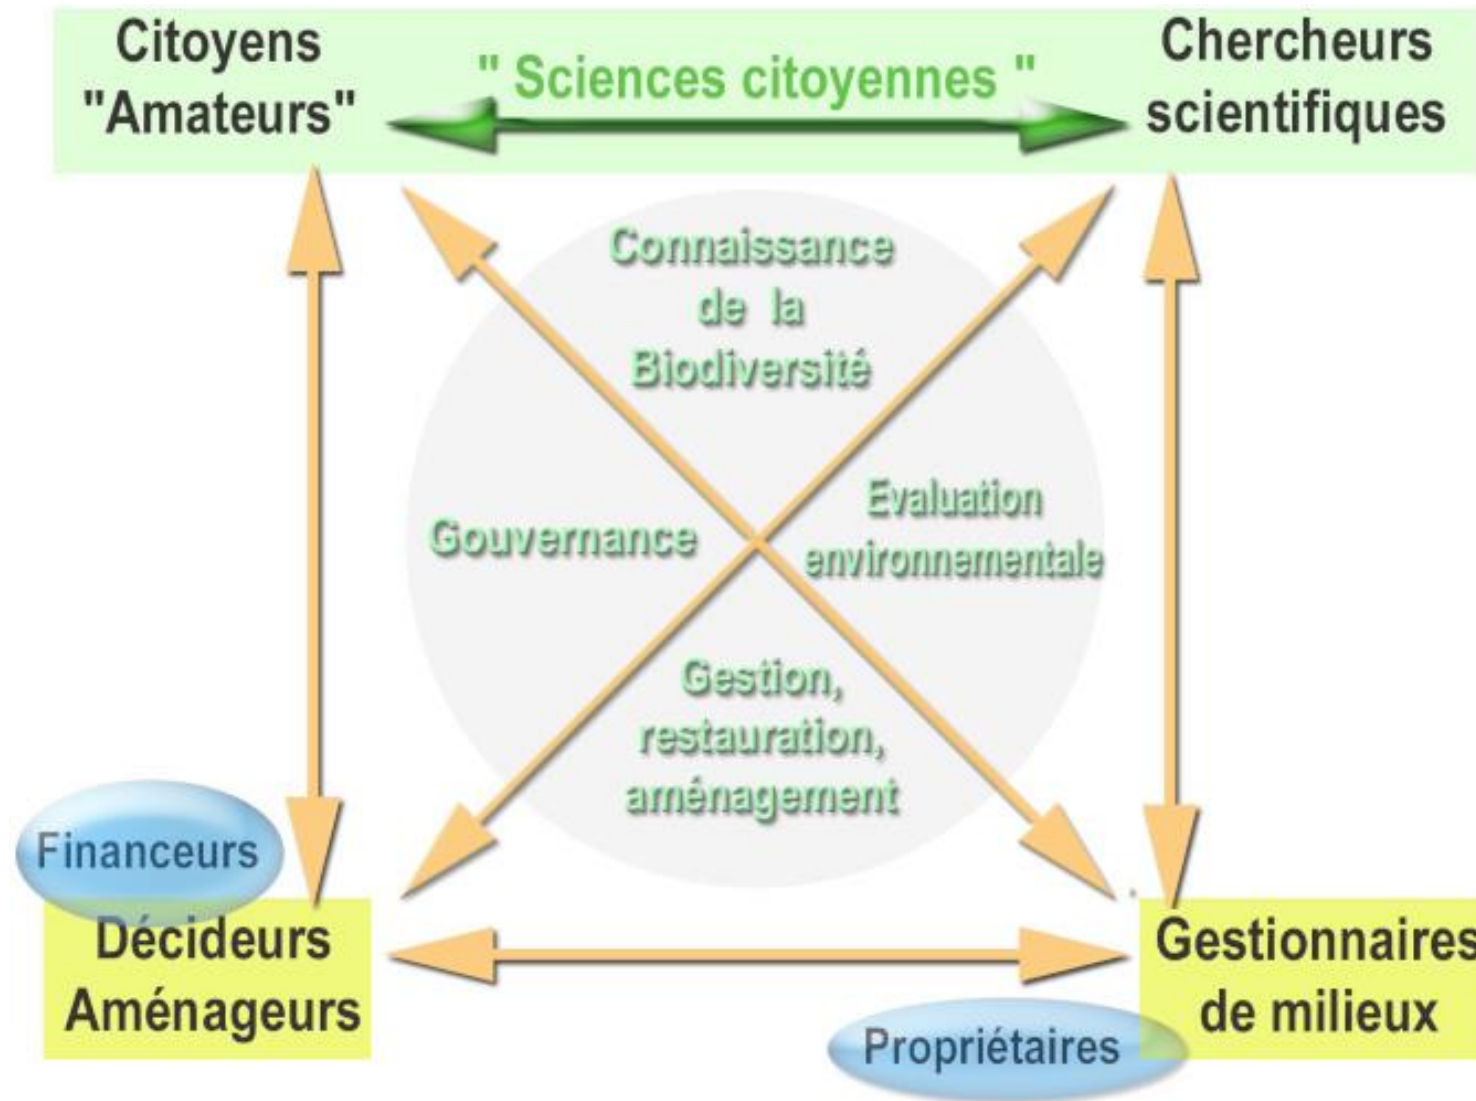 Citoyens
"Amateurs"
" Sciences citoyennes "
Chercheurs
scientifiques
Connaissance
de la
Biodiversité
Gouvernance
Evaluation
environnementale
Gestion,
restauration,
aménagement
Financeurs
Décideurs
Aménageurs
Gestionnaires
de milieux
Propriétaires